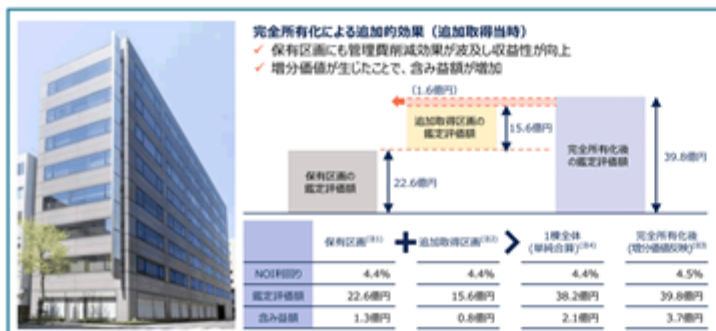 完全所有化による追加的効果（追加取得当時）
✓ 保有区画にも管理費削減効果が波及し収益性が向上
✓ 増分価値が生じたことで、含み益額が増加
（1.6億円）
追加取得区画の
鑑定評価額
15.6億円
完全所有化後
の鑑定評価額
39.8億円
保有区画の
鑑定評価額
22.6億円
保有区画(注1) + 追加取得区画(注2) > 1棟全体（単純合算）(注4) 完全所有化後（増分価値反映）(注3)
NOI利回り 4.4% 4.4% 4.4% 4.5%
鑑定評価額 22.6億円 15.6億円 38.2億円 39.8億円
含み益額 1.3億円 0.8億円 2.1億円 3.7億円